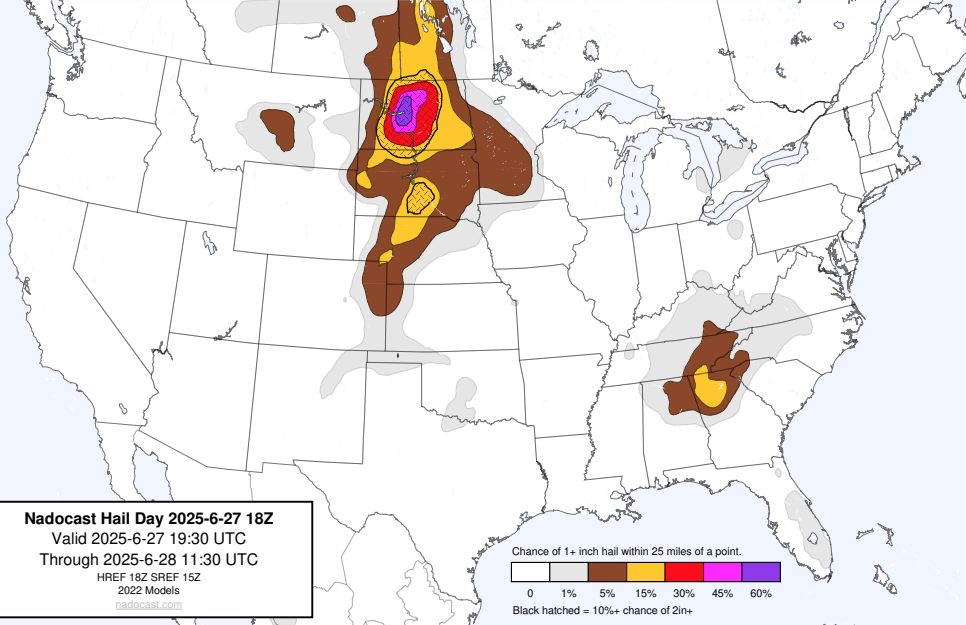 Nadocast Hail Day 2025-6-27 18Z
Valid 2025-6-27 19:30 UTC
Through 2025-6-28 11:30 UTC
HREF 18Z SREF 15Z
2022 Models
nadocast.com
Chance of 1+ inch hail within 25 miles of a point.
0 1% 5% 15% 30% 45% 60%
Black hatched = 10%+ chance of 2in+